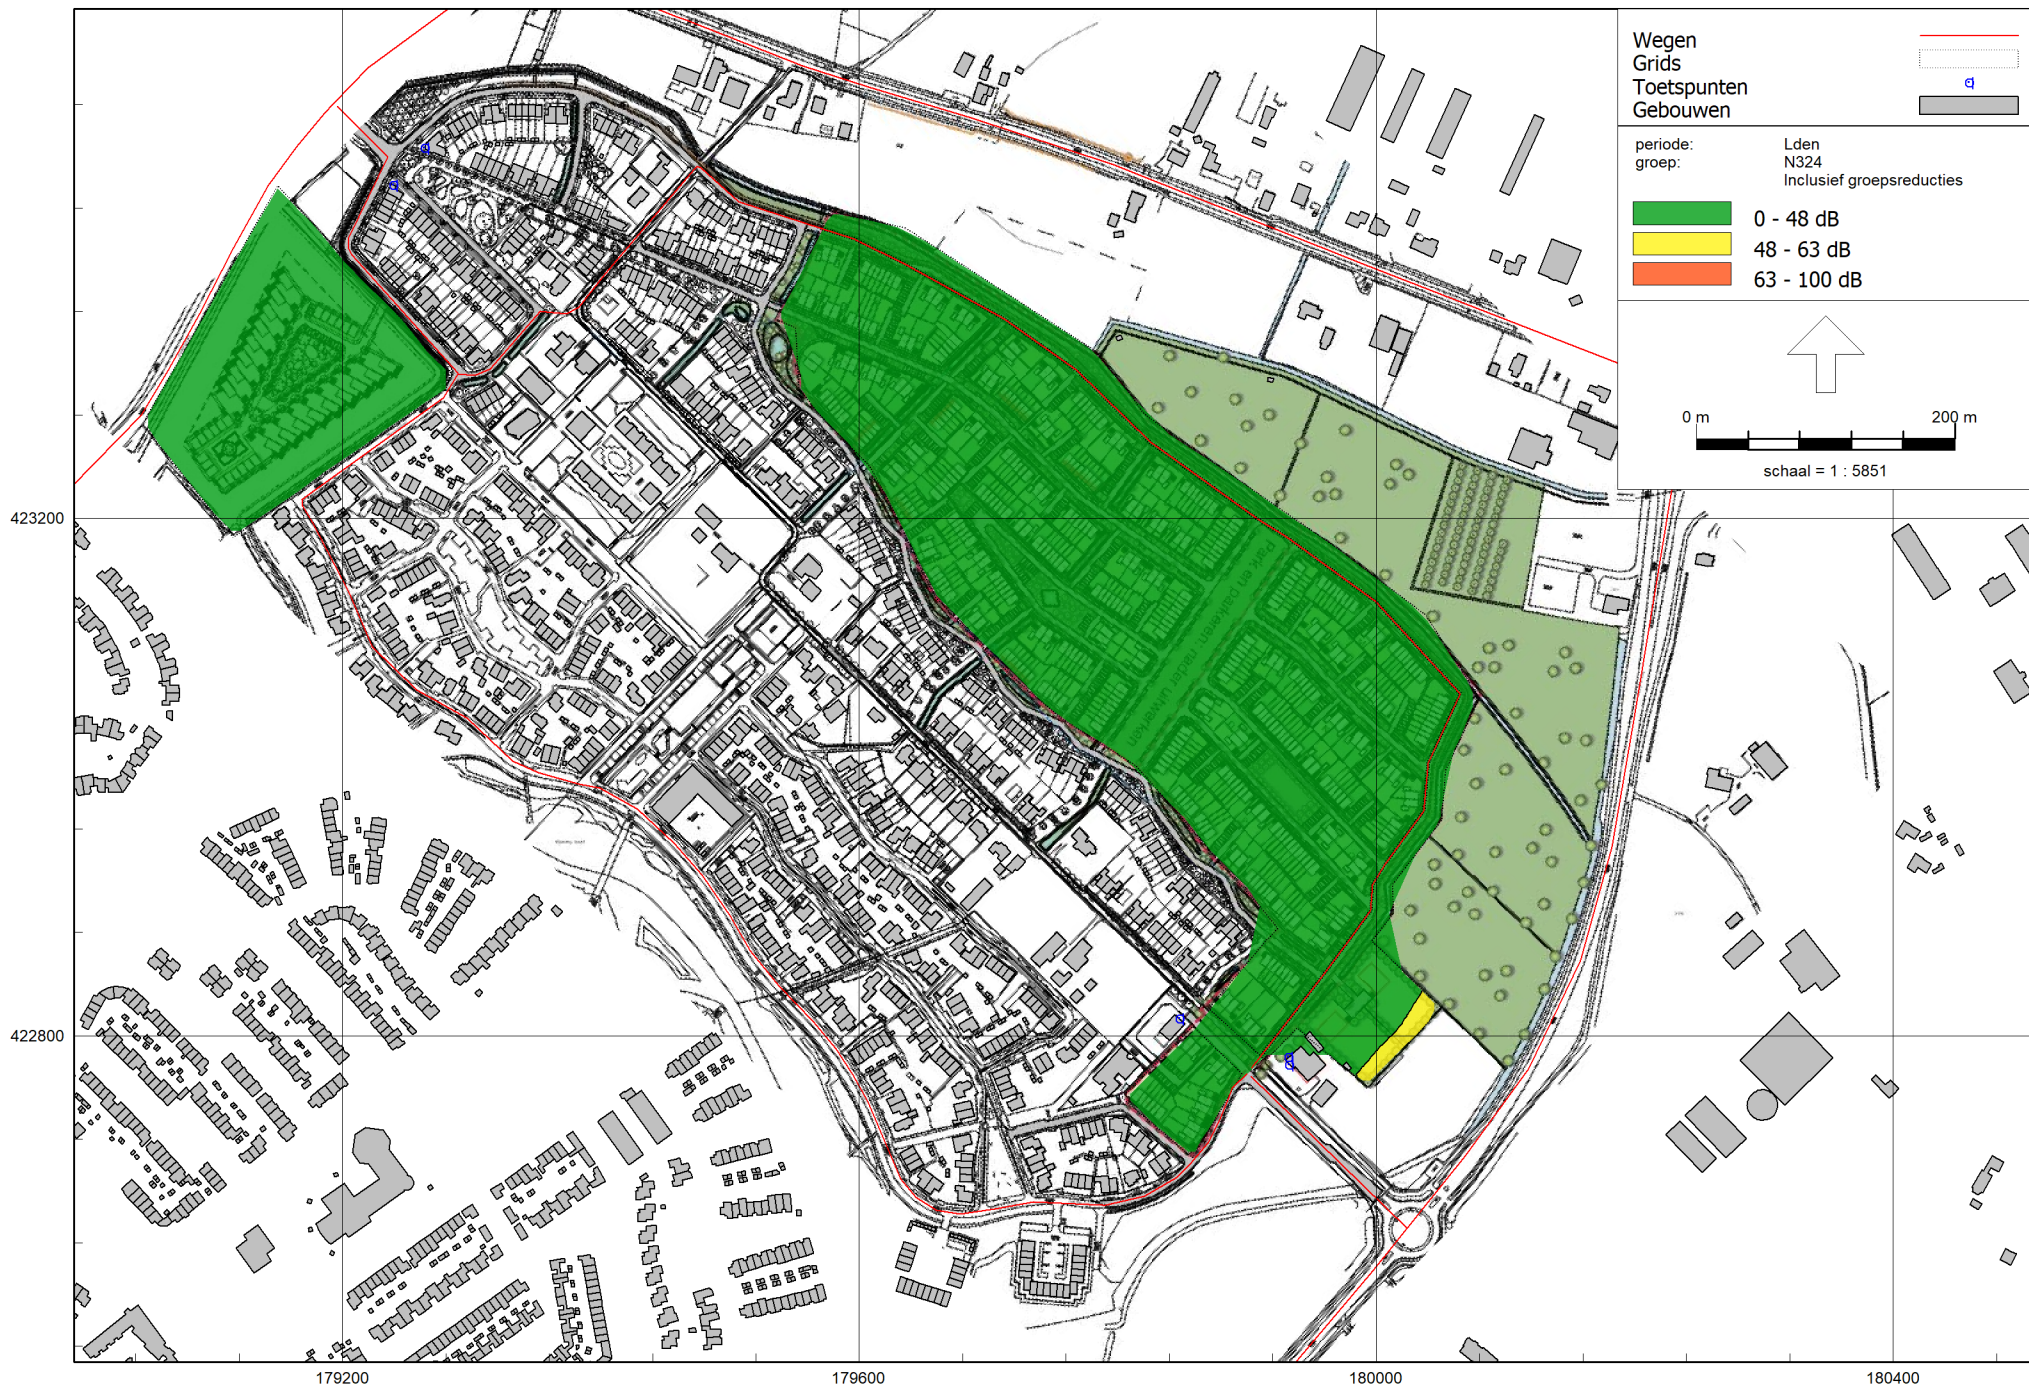 Wegen
Grids
Toetspunten
Gebouwen
periode: Lden
groep: N324
Inclusief groepsreducties
0 - 48 dB
48 - 63 dB
63 - 100 dB
0 m 200 m
schaal = 1 : 5851
423200
422800
179200 179600 180000 180400